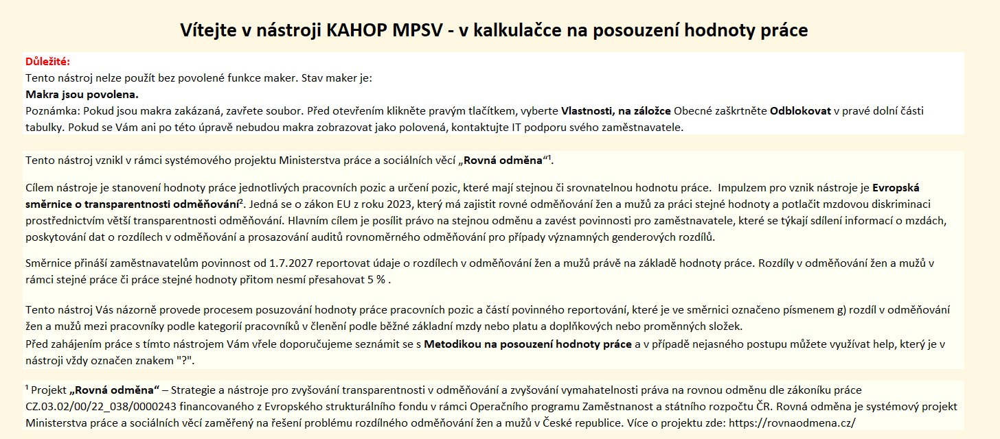 Vítejte v nástroji KAHOP MPSV - v kalkulačce na posouzení hodnoty práce
Důležité:
Tento nástroj nelze použít bez povolené funkce maker. Stav maker je:
Makra jsou povolena.
Poznámka: Pokud jsou makra zakázaná, zavřete soubor. Před otevřením klikněte pravým tlačítkem, vyberte Vlastnosti, na záložce Obecné zaškrtněte Odblokovat v pravé dolní části
tabulky. Pokud se Vám ani po této úpravě nebudou makra zobrazovat jako polovená, kontaktujte IT podporu svého zaměstnavatele.
Tento nástroj vznikl v rámci systémového projektu Ministerstva práce a sociálních věcí „Rovná odměna“¹.
Cílem nástroje je stanovení hodnoty práce jednotlivých pracovních pozic a určení pozic, které mají stejnou či srovnatelnou hodnotu práce.  Impulzem pro vznik nástroje je Evropská
směrnice o transparentnosti odměňování². Jedná se o zákon EU z roku 2023, který má zajistit rovné odměňování žen a mužů za práci stejné hodnoty a potlačit mzdovou diskriminaci
prostřednictvím větší transparentnosti odměňování. Hlavním cílem je posílit právo na stejnou odměnu a zavést povinnosti pro zaměstnavatele, které se týkají sdílení informací o mzdách,
poskytování dat o rozdílech v odměňování a prosazování auditů rovnoměrného odměňování pro případy významných genderových rozdílů.
Směrnice přináší zaměstnavatelům povinnost od 1.7.2027 reportovat údaje o rozdílech v odměňování žen a mužů právě na základě hodnoty práce. Rozdíly v odměňování žen a mužů v
rámci stejné práce či práce stejné hodnoty přitom nesmí přesahovat 5 % .
Tento nástroj Vás názorně provede procesem posuzování hodnoty práce pracovních pozic a částí povinného reportování, které je ve směrnici označeno písmenem g) rozdíl v odměňování
žen a mužů mezi pracovníky podle kategorií pracovníků v členění podle běžné základní mzdy nebo platu a doplňkových nebo proměnných složek.
Před zahájením práce s tímto nástrojem Vám vřele doporučujeme seznámit se s Metodikou na posouzení hodnoty práce a v případě nejasného postupu můžete využívat help, který je v
nástroji vždy označen znakem "?".
¹ Projekt „Rovná odměna“ – Strategie a nástroje pro zvyšování transparentnosti v odměňování a zvyšování vymahatelnosti práva na rovnou odměnu dle zákoníku práce
CZ.03.02/00/22_038/0000243 financovaného z Evropského strukturálního fondu v rámci Operačního programu Zaměstnanost a státního rozpočtu ČR. Rovná odměna je systémový projekt
Ministerstva práce a sociálních věcí zaměřený na řešení problému rozdílného odměňování žen a mužů v České republice. Více o projektu zde: https://rovnaodmena.cz/